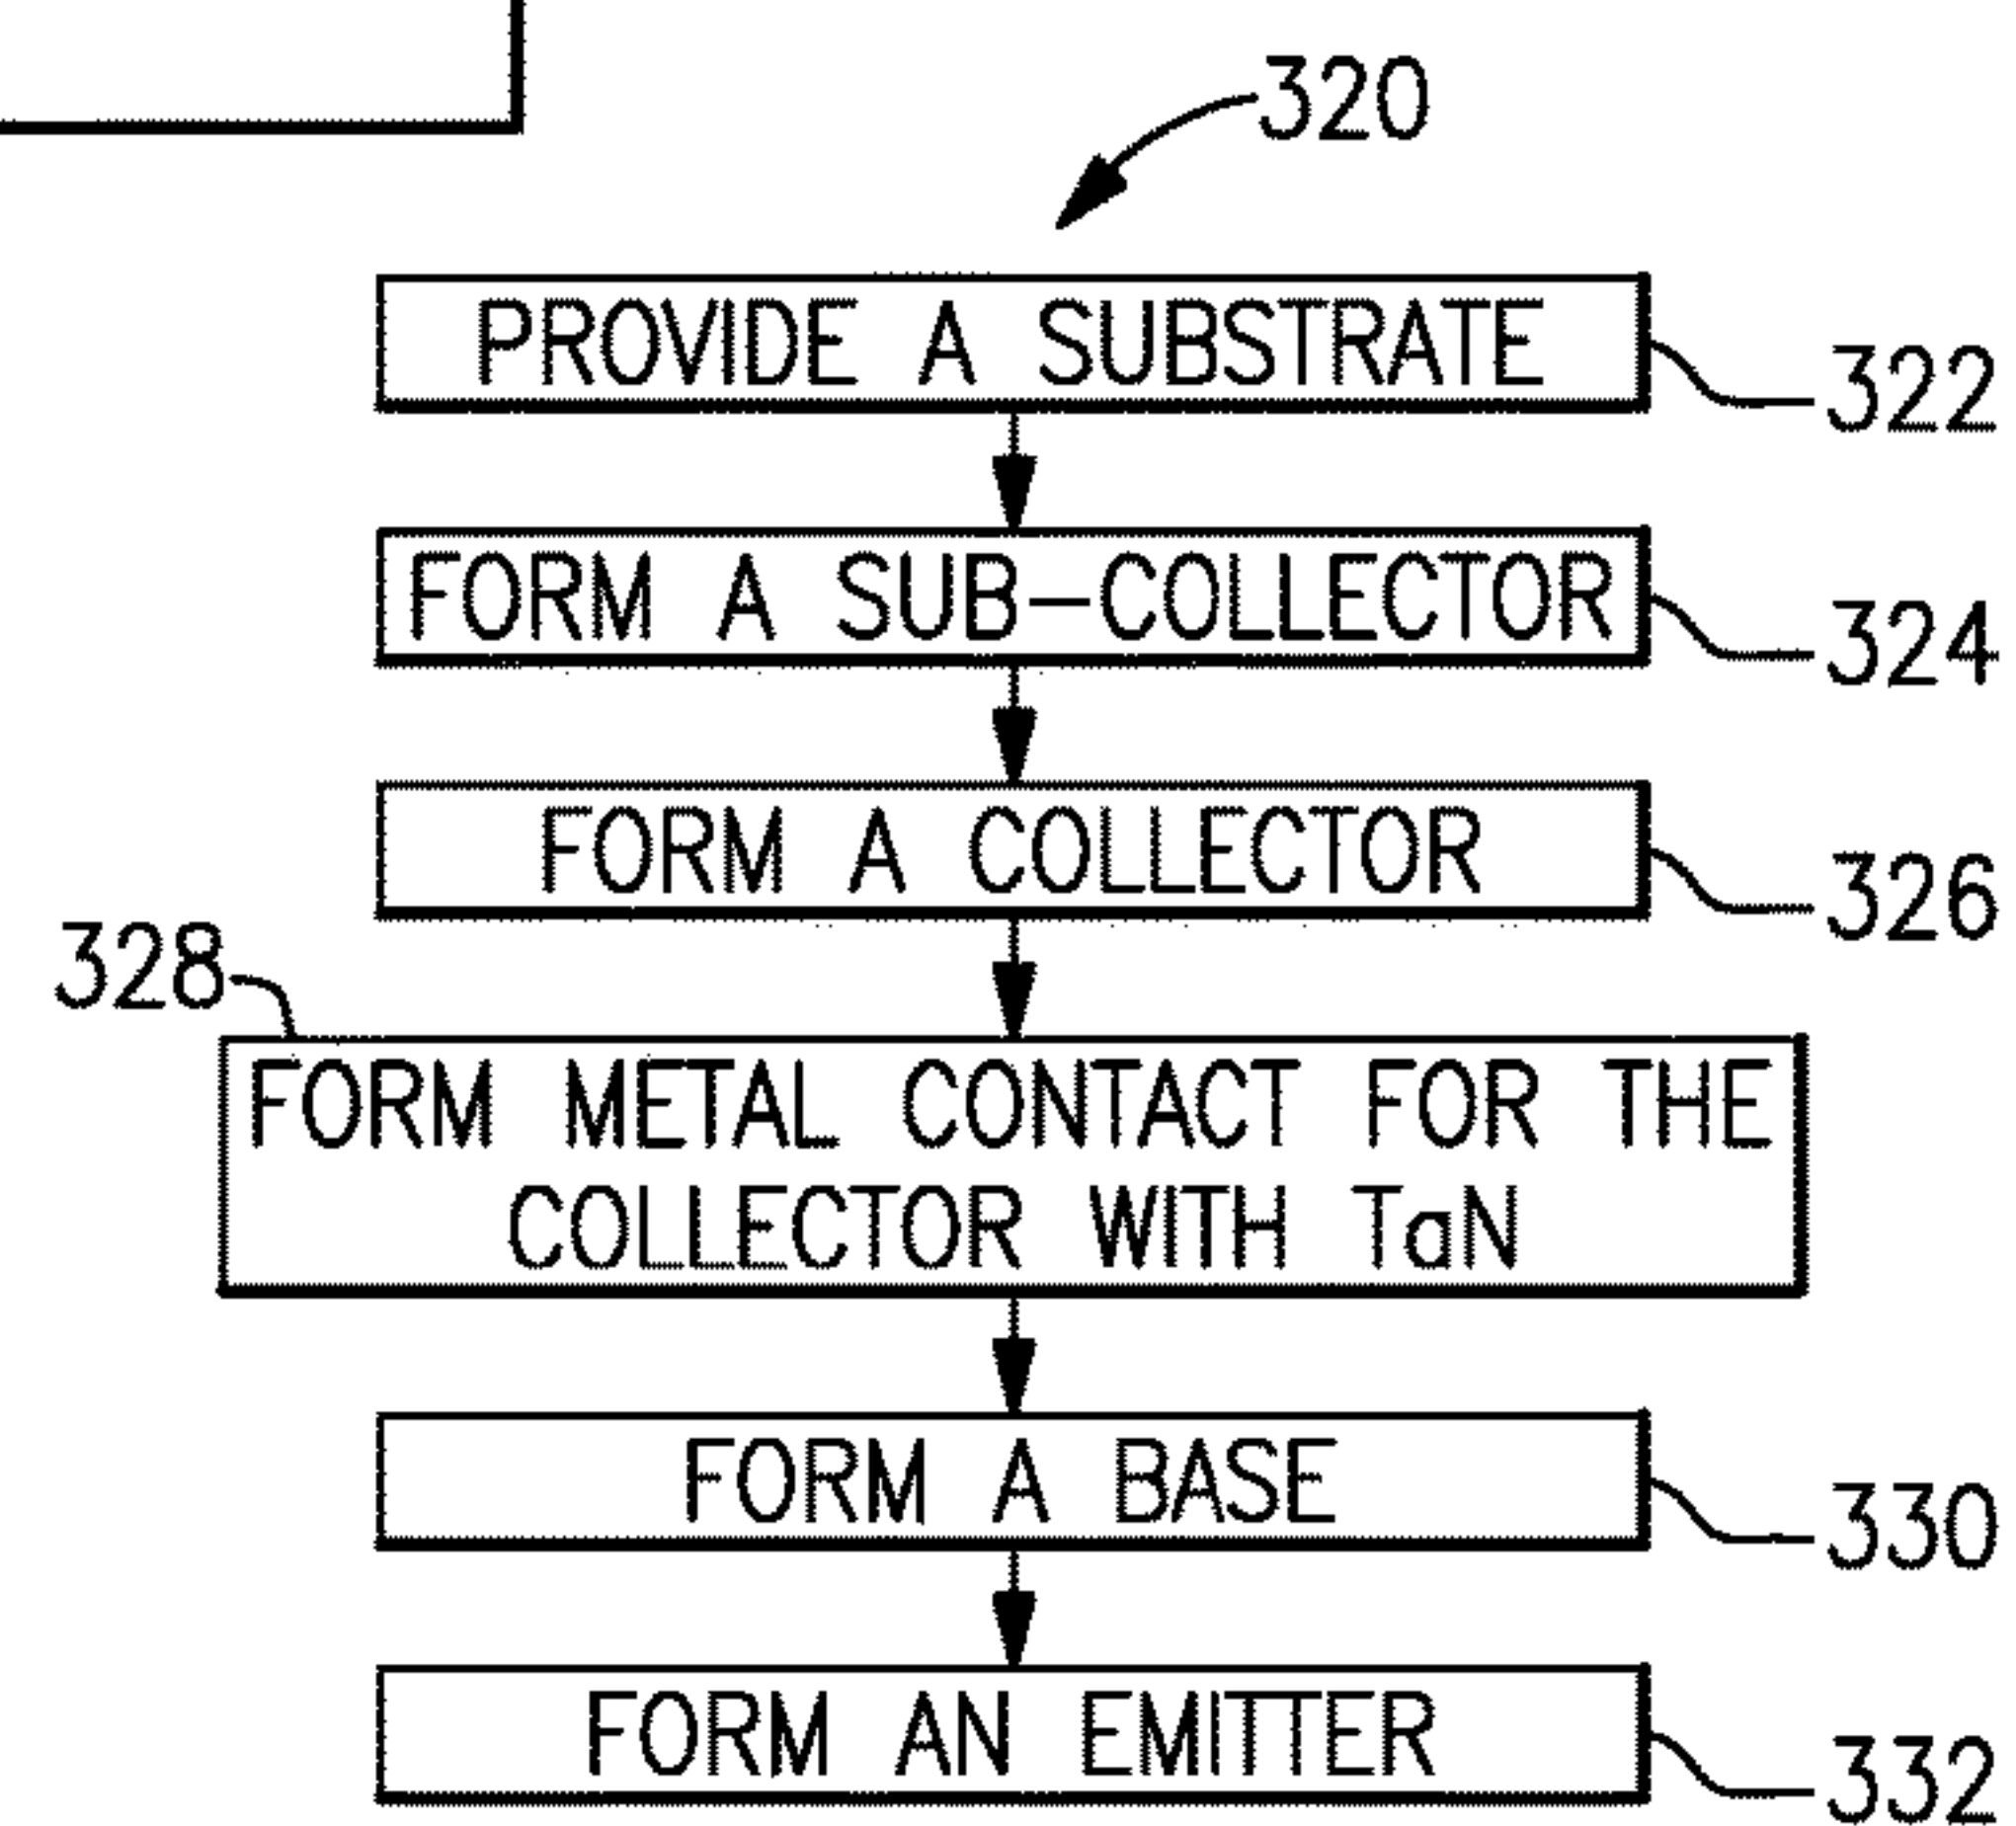 320
PROVIDE A SUBSTRATE
322
FORM A SUB-COLLECTOR
324
FORM A COLLECTOR
326
328
FORM METAL CONTACT FOR THE
COLLECTOR WITH TaN
FORM A BASE
330
FORM AN EMITTER
332